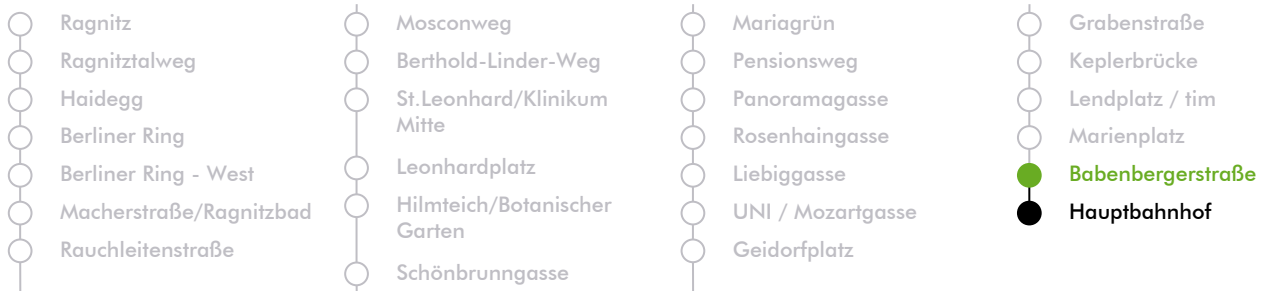 Ragnitz
Ragnitztalweg
Haidegg
Berliner Ring
Berliner Ring - West
Macherstraße/Ragnitzbad
Rauchleitenstraße
Mosconweg
Berthold-Linder-Weg
St.Leonhard/Klinikum
Mitte
Leonhardplatz
Hilmteich/Botanischer
Garten
Schönbrunngasse
Mariagrün
Pensionsweg
Panoramagasse
Rosenhaingasse
Liebiggasse
UNI / Mozartgasse
Geidorfplatz
Grabenstraße
Keplerbrücke
Lendplatz / tim
Marienplatz
Babenbergerstraße
Hauptbahnhof